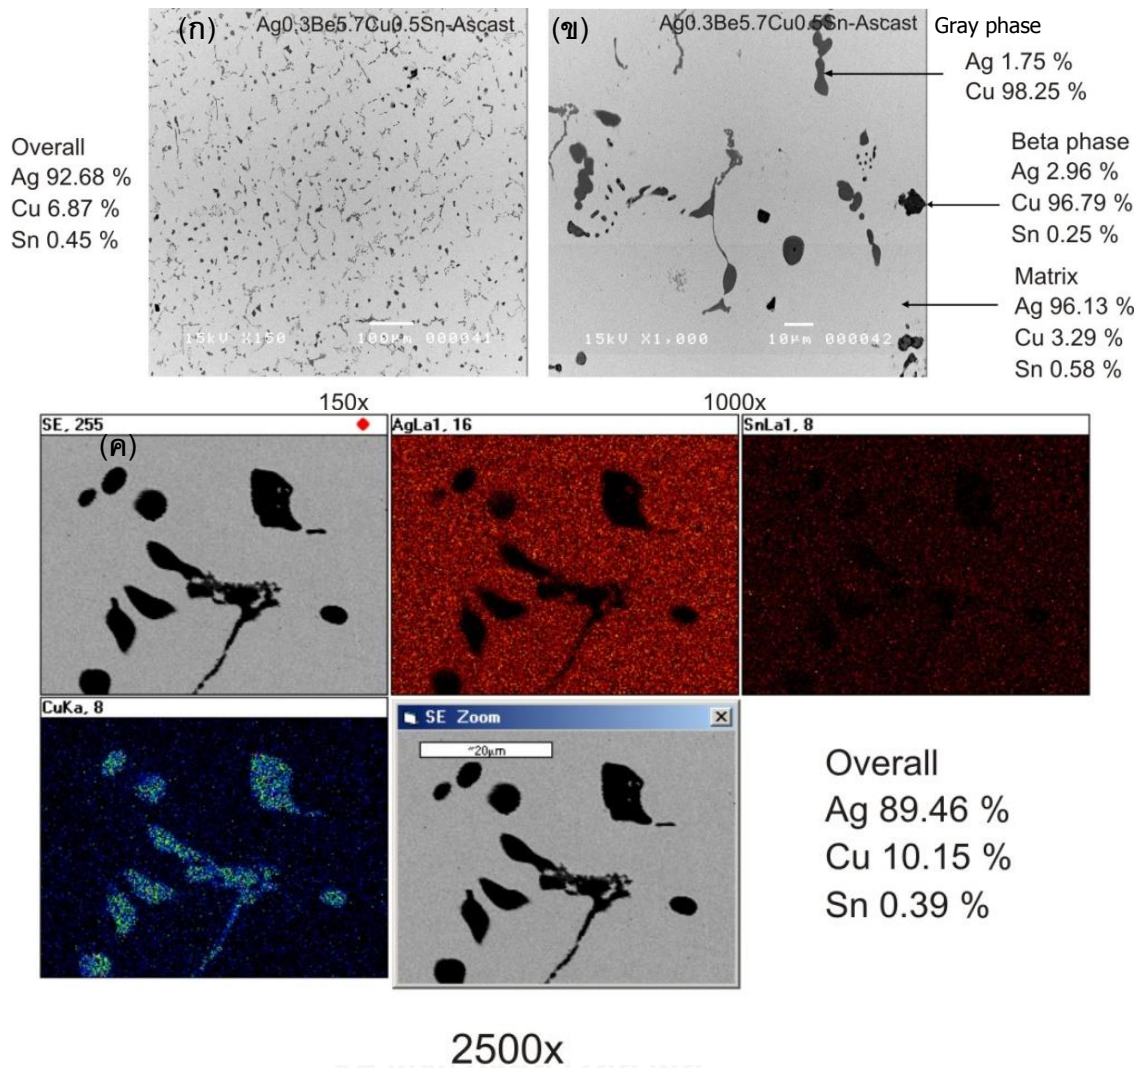 (ก) Ag0.3Be5.7Cu0.5Sn-Ascast
(ข) Ag0.3Be5.7Cu0.5Sn-Ascast
Gray phase
Ag 1.75 %
Cu 98.25 %
Overall
Ag 92.68 %
Cu 6.87 %
Sn 0.45 %
Beta phase
Ag 2.96 %
Cu 96.79 %
Sn 0.25 %
Matrix
Ag 96.13 %
Cu 3.29 %
Sn 0.58 %
15kV X150 100µm 000041
15kV X1,000 10µm 000042
150x
1000x
SE, 255
AgLa1, 16
SnLa1, 8
(ค)
CuKa, 8
SE Zoom
~20µm
Overall
Ag 89.46 %
Cu 10.15 %
Sn 0.39 %
2500x